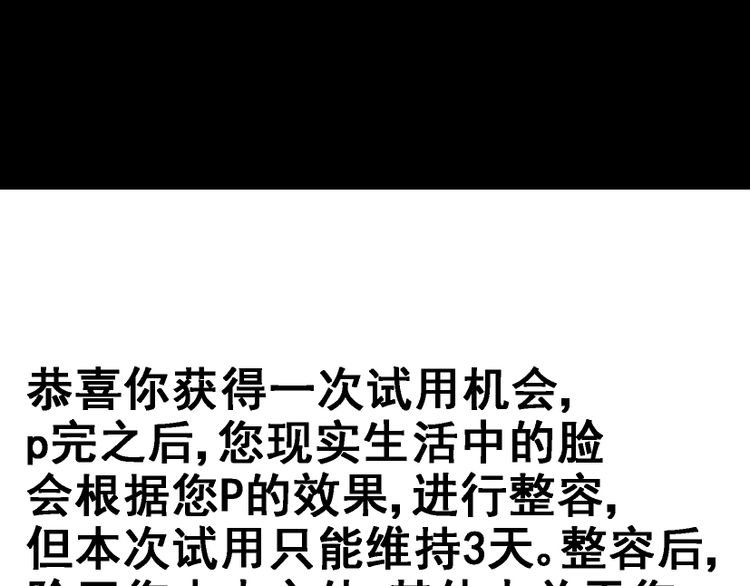 恭喜你获得一次试用机会,
p完之后,您现实生活中的脸
会根据您P的效果,进行整容,
但本次试用只能维持3天。整容后,